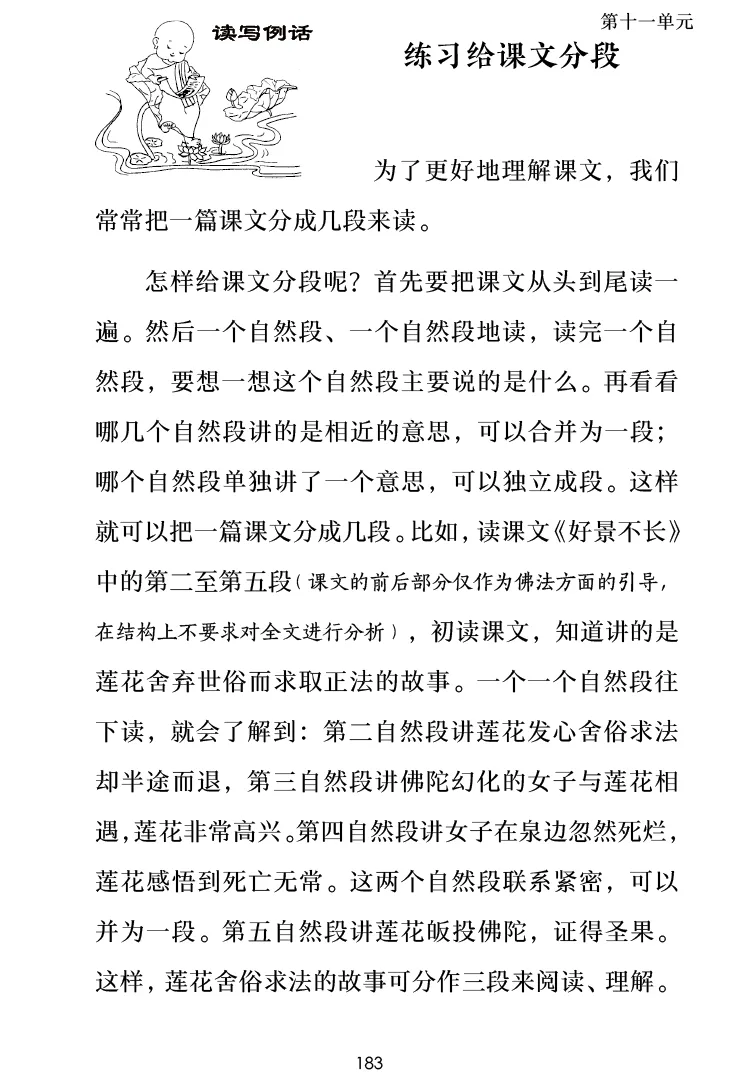 第十一单元
读写例话
练习给课文分段
为了更好地理解课文，我们
常常把一篇课文分成几段来读。
怎样给课文分段呢？首先要把课文从头到尾读一
遍。然后一个自然段、一个自然段地读，读完一个自
然段，要想一想这个自然段主要说的是什么。再看看
哪几个自然段讲的是相近的意思，可以合并为一段；
哪个自然段单独讲了一个意思，可以独立成段。这样
就可以把一篇课文分成几段。比如，读课文《好景不长》
中的第二至第五段（课文的前后部分仅作为佛法方面的引导，
在结构上不要求对全文进行分析），初读课文，知道讲的是
莲花舍弃世俗而求取正法的故事。一个一个自然段往
下读，就会了解到：第二自然段讲莲花发心舍俗求法
却半途而退，第三自然段讲佛陀幻化的女子与莲花相
遇，莲花非常高兴。第四自然段讲女子在泉边忽然死烂，
莲花感悟到死亡无常。这两个自然段联系紧密，可以
并为一段。第五自然段讲莲花皈投佛陀，证得圣果。
这样，莲花舍俗求法的故事可分作三段来阅读、理解。
183